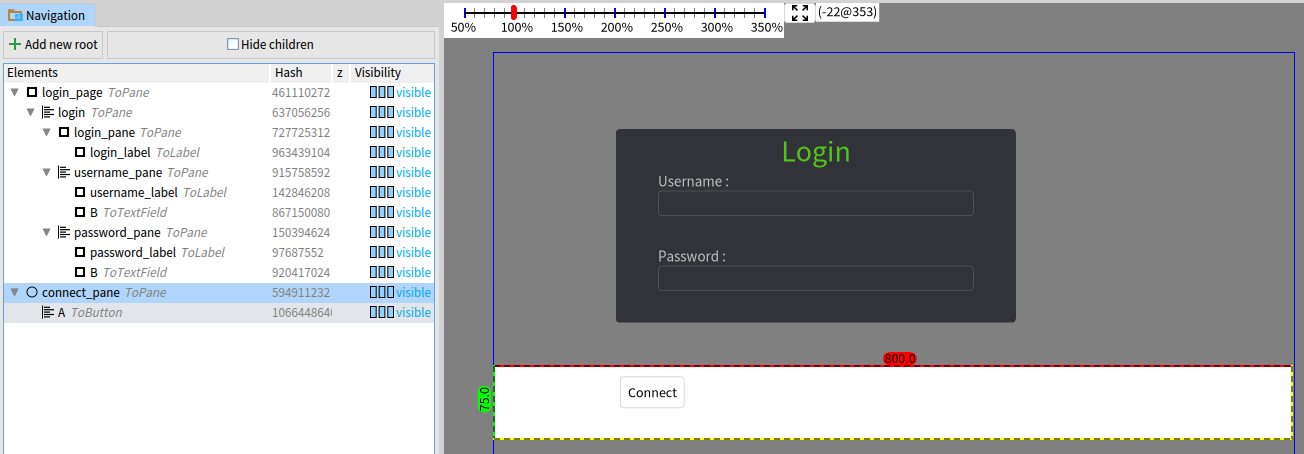 Navigation
Add new root
Hide children
Elements Hash z Visibility
login_page ToPane 461110272 visible
login ToPane 637056256 visible
login_pane ToPane 727725312 visible
login_label ToLabel 963439104 visible
username_pane ToPane 915758592 visible
username_label ToLabel 142846208 visible
B ToTextField 867150080 visible
password_pane ToPane 150394624 visible
password_label ToLabel 97687552 visible
B ToTextField 920417024 visible
connect_pane ToPane 594911232 visible
A ToButton 1066448640 visible
50% 100% 150% 200% 250% 300% 350%
(-22@353)
Login
Username :
Password :
800.0
75.0
Connect